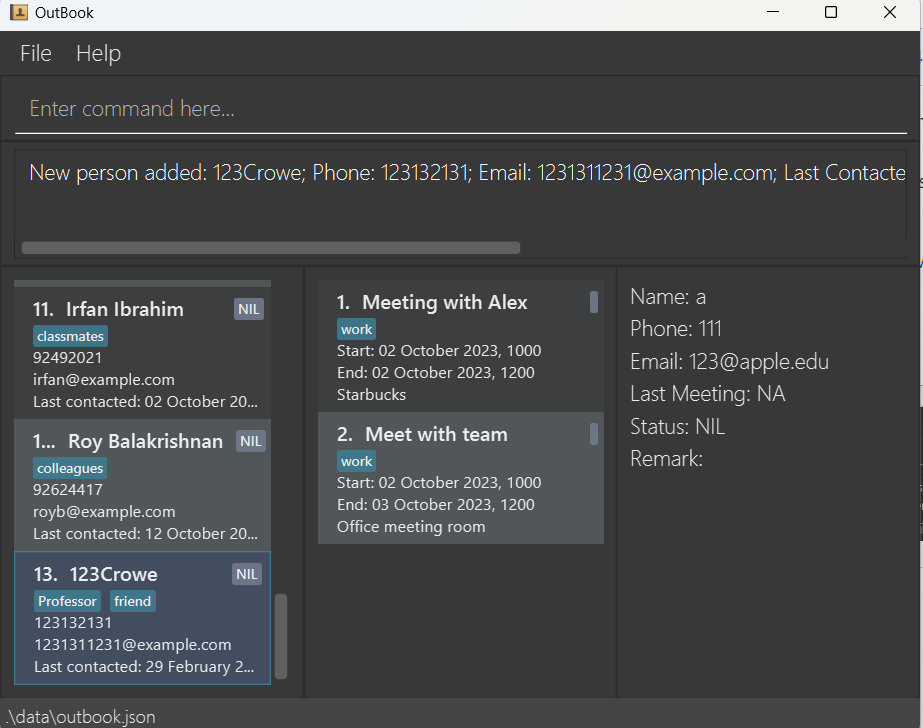 OutBook
File Help
Enter command here...
New person added: 123Crowe; Phone: 123132131; Email: 1231311231@example.com; Last Contacte
11. Irfan Ibrahim NIL
classmates
92492021
irfan@example.com
Last contacted: 02 October 20...
1... Roy Balakrishnan NIL
colleagues
92624417
royb@example.com
Last contacted: 12 October 20...
13. 123Crowe NIL
Professor friend
123132131
1231311231@example.com
Last contacted: 29 February 2...
1. Meeting with Alex
work
Start: 02 October 2023, 1000
End: 02 October 2023, 1200
Starbucks
2. Meet with team
work
Start: 02 October 2023, 1000
End: 03 October 2023, 1200
Office meeting room
Name: a
Phone: 111
Email: 123@apple.edu
Last Meeting: NA
Status: NIL
Remark:
.\data\outbook.json